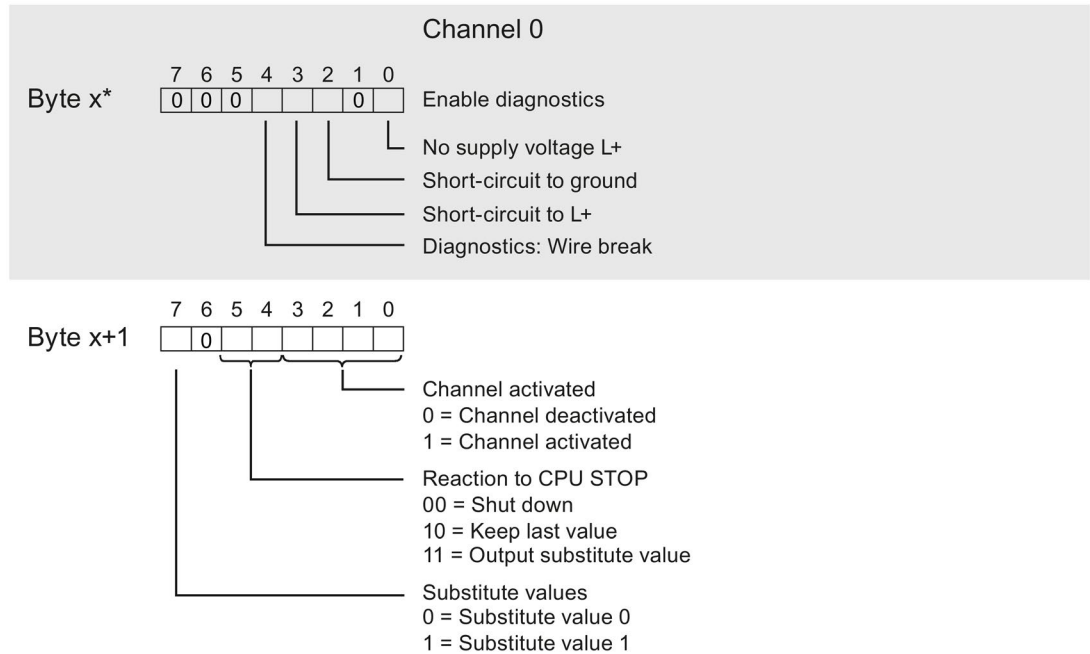 Channel 0
7 6 5 4 3 2 1 0
Byte x* 0 0 0 0 Enable diagnostics
No supply voltage L+
Short-circuit to ground
Short-circuit to L+
Diagnostics: Wire break
7 6 5 4 3 2 1 0
Byte x+1 0
Channel activated
0 = Channel deactivated
1 = Channel activated
Reaction to CPU STOP
00 = Shut down
10 = Keep last value
11 = Output substitute value
Substitute values
0 = Substitute value 0
1 = Substitute value 1